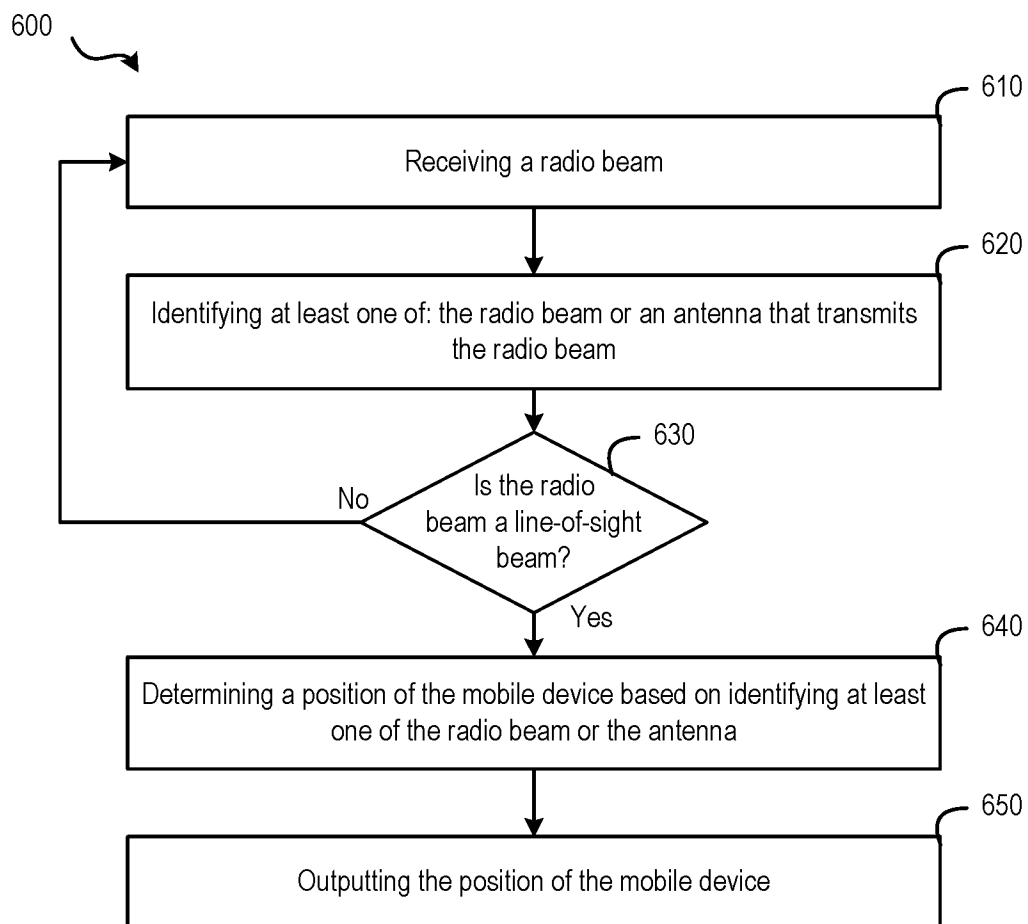 600
610
Receiving a radio beam
620
Identifying at least one of: the radio beam or an antenna that transmits
the radio beam
630
Is the radio
beam a line-of-sight
beam?
No
Yes
640
Determining a position of the mobile device based on identifying at least
one of the radio beam or the antenna
650
Outputting the position of the mobile device